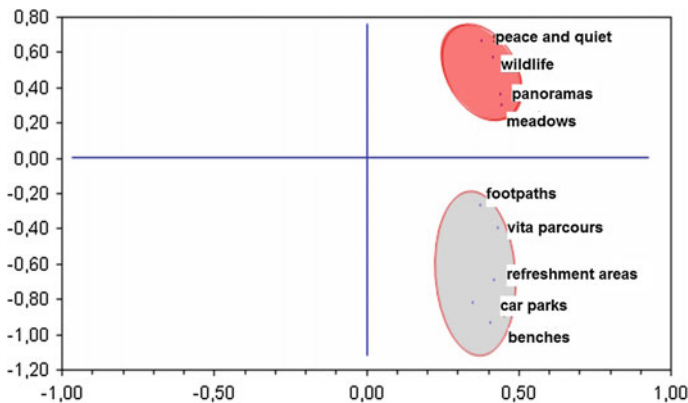 0,80
peace and quiet
0,60
wildlife
0,40
panoramas
0,20
meadows
0,00
-0,20
footpaths
-0,40
vita parcours
-0,60
refreshment areas
-0,80
car parks
-1,00
benches
-1,20
-1,00 -0,50 0,00 0,50 1,00